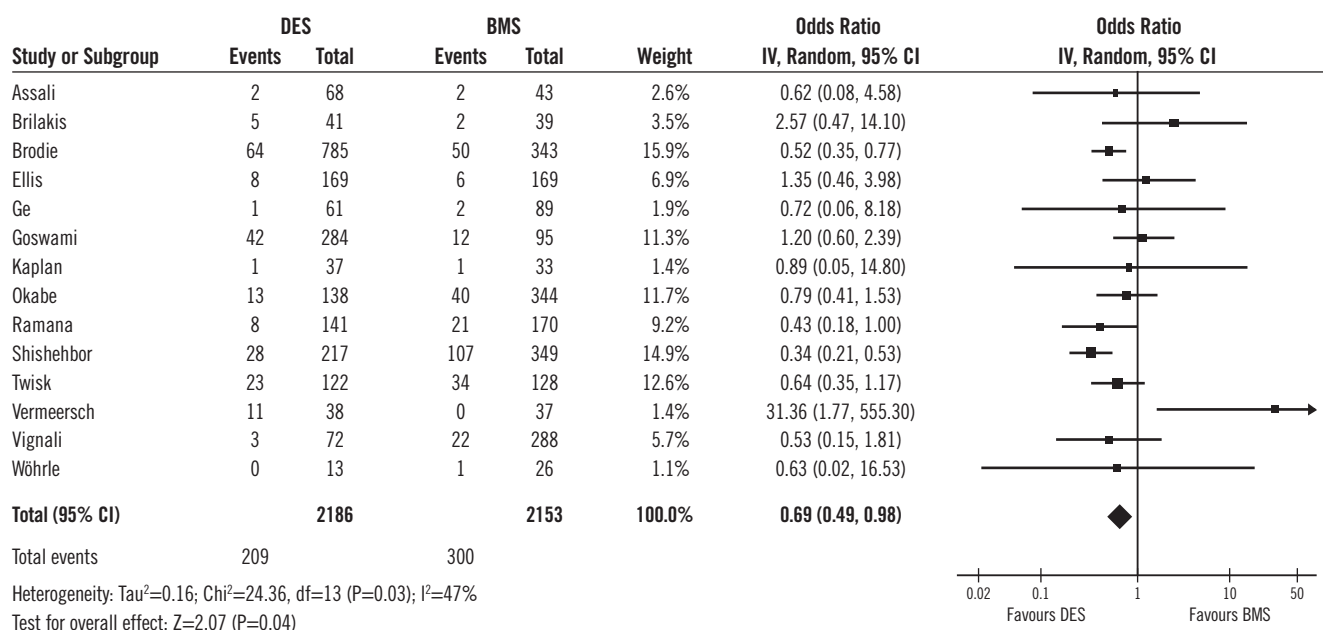 DES BMS Odds Ratio Odds Ratio
Study or Subgroup Events Total Events Total Weight IV, Random, 95% CI IV, Random, 95% CI
Assali 2 68 2 43 2.6% 0.62 (0.08, 4.58)
Brilakis 5 41 2 39 3.5% 2.57 (0.47, 14.10)
Brodie 64 785 50 343 15.9% 0.52 (0.35, 0.77)
Ellis 8 169 6 169 6.9% 1.35 (0.46, 3.98)
Ge 1 61 2 89 1.9% 0.72 (0.06, 8.18)
Goswami 42 284 12 95 11.3% 1.20 (0.60, 2.39)
Kaplan 1 37 1 33 1.4% 0.89 (0.05, 14.80)
Okabe 13 138 40 344 11.7% 0.79 (0.41, 1.53)
Ramana 8 141 21 170 9.2% 0.43 (0.18, 1.00)
Shishehbor 28 217 107 349 14.9% 0.34 (0.21, 0.53)
Twisk 23 122 34 128 12.6% 0.64 (0.35, 1.17)
Vermeersch 11 38 0 37 1.4% 31.36 (1.77, 555.30)
Vignali 3 72 22 288 5.7% 0.53 (0.15, 1.81)
Wöhrle 0 13 1 26 1.1% 0.63 (0.02, 16.53)
Total (95% CI) 2186 2153 100.0% 0.69 (0.49, 0.98)
Total events 209 300
Heterogeneity: Tau²=0.16; Chi²=24.36, df=13 (P=0.03); I²=47%
Test for overall effect: Z=2.07 (P=0.04)
0.02 0.1 1 10 50
Favours DES Favours BMS